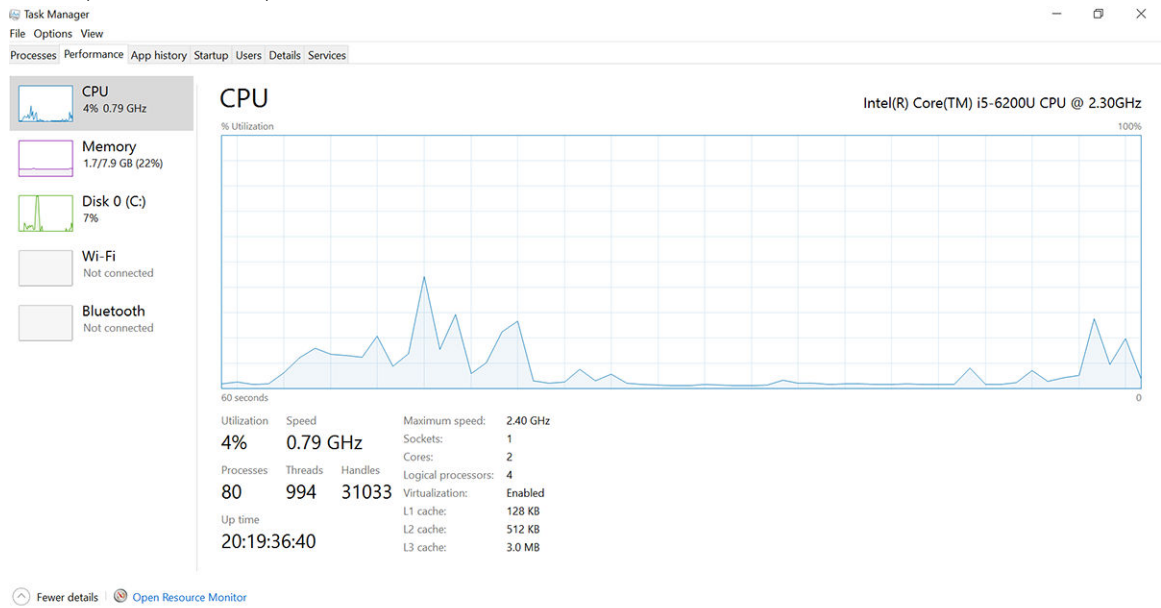 Task Manager
File Options View
Processes Performance App history Startup Users Details Services
CPU
4% 0.79 GHz
Memory
1.7/7.9 GB (22%)
Disk 0 (C:)
7%
Wi-Fi
Not connected
Bluetooth
Not connected
CPU
Intel(R) Core(TM) i5-6200U CPU @ 2.30GHz
% Utilization
100%
60 seconds
0
Utilization Speed
4% 0.79 GHz
Processes Threads Handles
80 994 31033
Up time
20:19:36:40
Maximum speed: 2.40 GHz
Sockets: 1
Cores: 2
Logical processors: 4
Virtualization: Enabled
L1 cache: 128 KB
L2 cache: 512 KB
L3 cache: 3.0 MB
Fewer details Open Resource Monitor